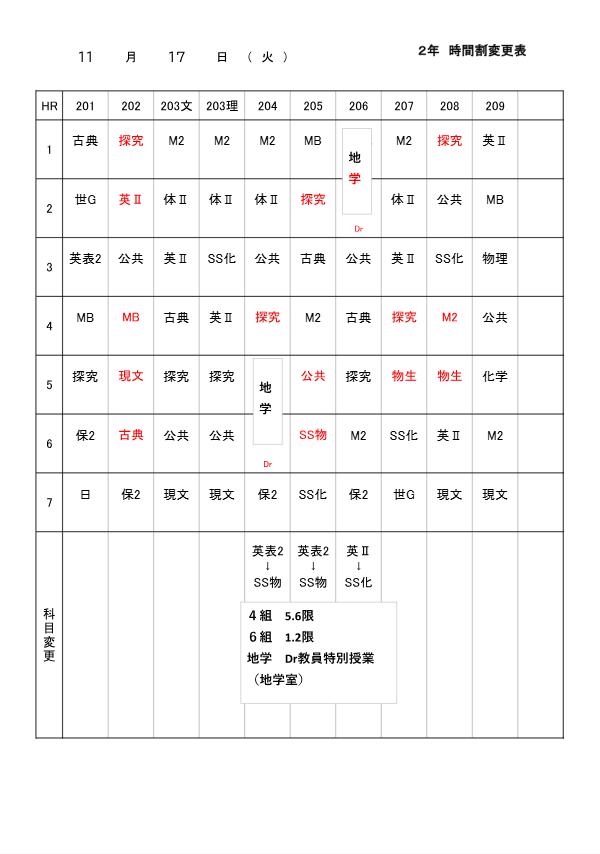 11 月 17 日 ( 火 )
2年 時間割変更表
HR 201 202 203文 203理 204 205 206 207 208 209
1 古典 探究 M2 M2 M2 MB 地学 M2 探究 英Ⅱ
2 世G 英Ⅱ 体Ⅱ 体Ⅱ 体Ⅱ 探究 Dr 体Ⅱ 公共 MB
3 英表2 公共 英Ⅱ SS化 公共 古典 公共 英Ⅱ SS化 物理
4 MB MB 古典 英Ⅱ 探究 M2 古典 探究 M2 公共
5 探究 現文 探究 探究 地学 公共 探究 物生 物生 化学
6 保2 古典 公共 公共 Dr SS物 M2 SS化 英Ⅱ M2
7 日 保2 現文 現文 保2 SS化 保2 世G 現文 現文
科目変更
英表2 英表2 英Ⅱ
↓ ↓ ↓
SS物 SS物 SS化
4組 5.6限
6組 1.2限
地学 Dr教員特別授業
(地学室)